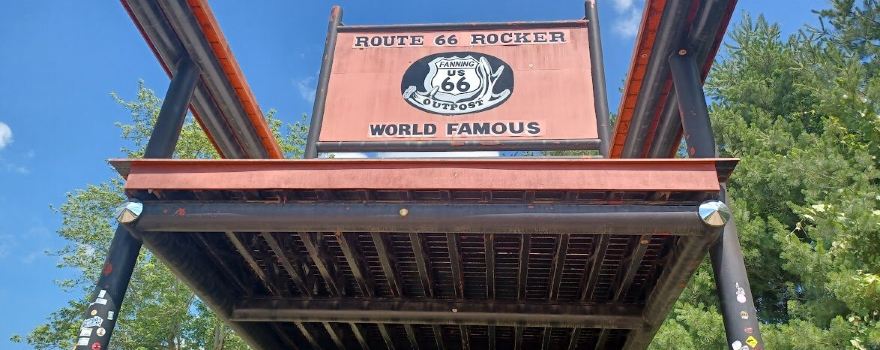 ROUTE 66 ROCKER
FANNING
US
66
OUTPOST
WORLD FAMOUS